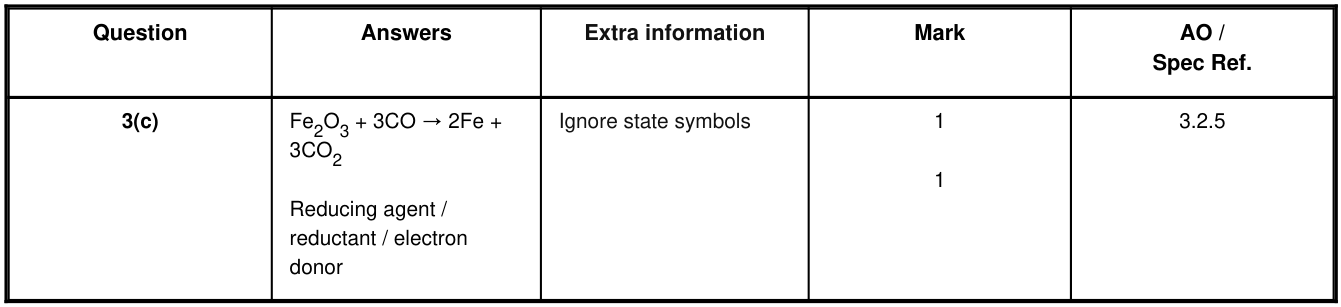 Question Answers Extra information Mark AO /
Spec Ref.
3(c) Fe2O3 + 3CO → 2Fe + Ignore state symbols 1 3.2.5
3CO2
1
Reducing agent /
reductant / electron
donor